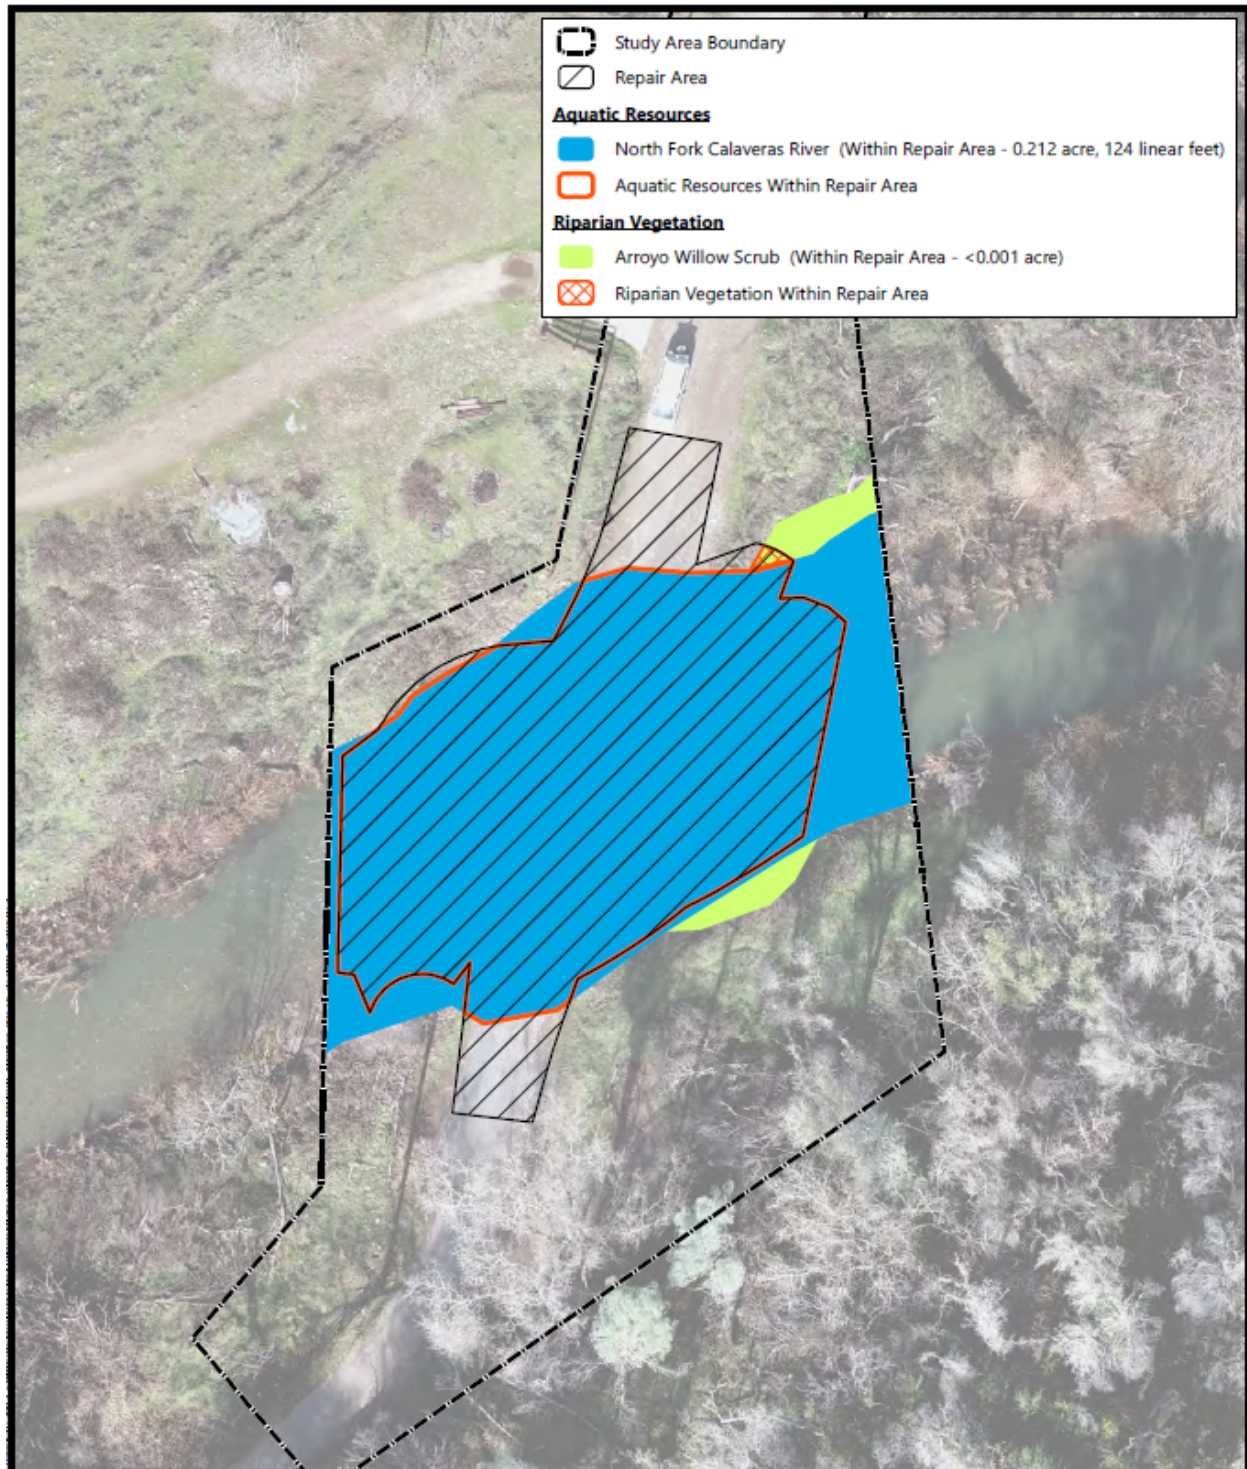 Study Area Boundary
Repair Area
Aquatic Resources
North Fork Calaveras River (Within Repair Area - 0.212 acre, 124 linear feet)
Aquatic Resources Within Repair Area
Riparian Vegetation
Arroyo Willow Scrub (Within Repair Area - <0.001 acre)
Riparian Vegetation Within Repair Area